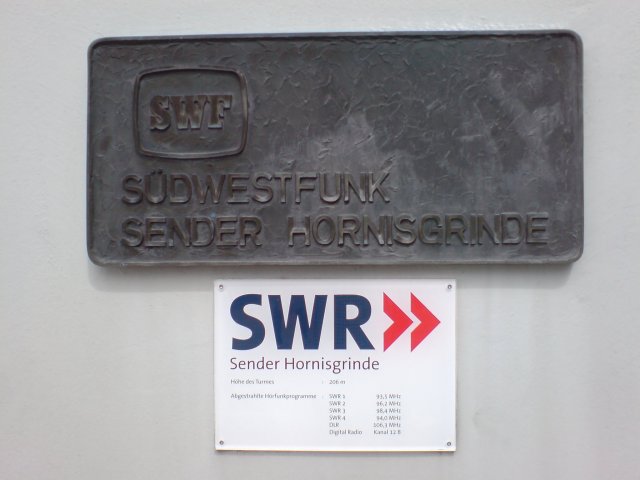 SWF
SÜDWESTFUNK
SENDER HORNISGRINDE
SWR
Sender Hornisgrinde
Höhe des Turmes : 206 m
Abgestrahlte Hörfunkprogramme : SWR 1 93,5 MHz
SWR 2 96,2 MHz
SWR 3 98,4 MHz
SWR 4 94,0 MHz
DLR 106,3 MHz
Digital Radio Kanal 12 B